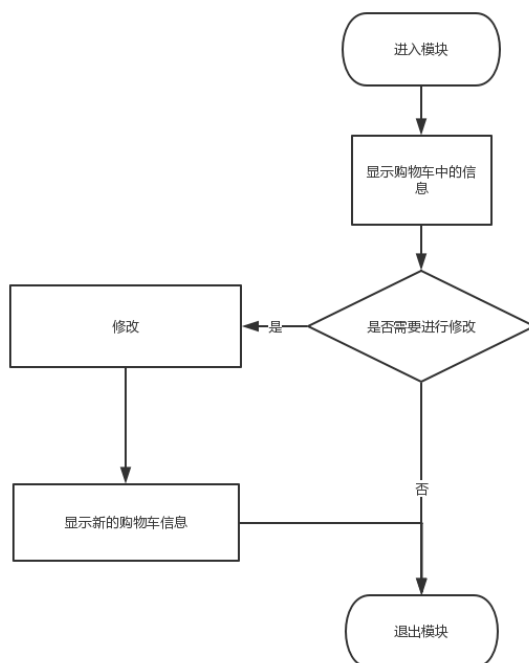 进入模块
显示购物车中的信
息
是否需要进行修改
是
修改
否
显示新的购物车信息
退出模块